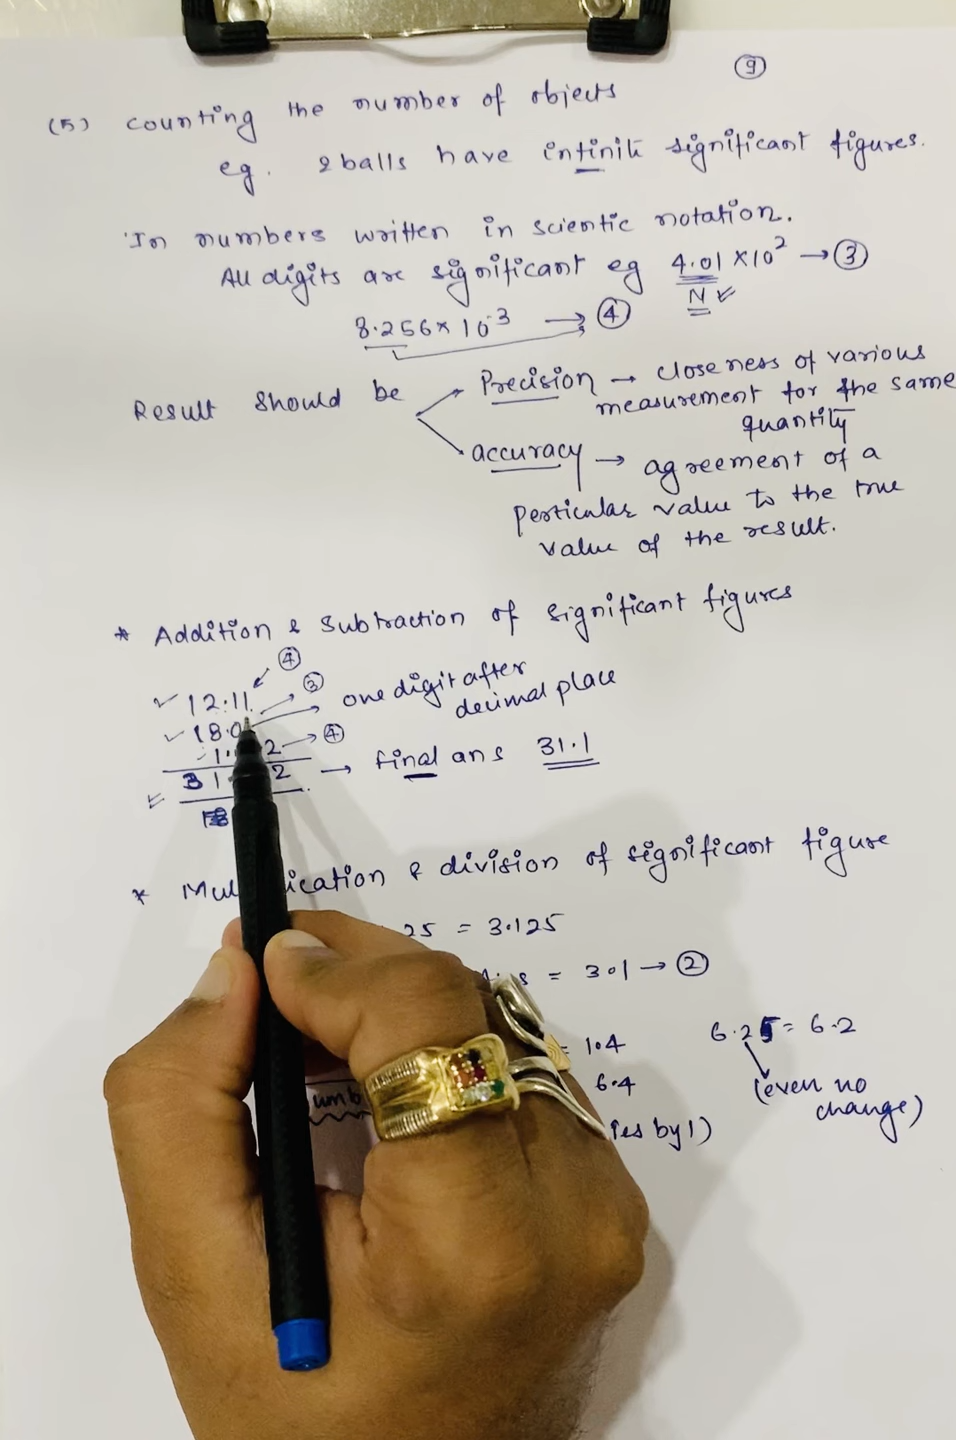 9
(5) counting the number of objects
eg. 2 balls have infinite significant figures.
In numbers written in scientic notation.
All digits are significant eg 4.01 × 10² → 3
N
8.256 × 10⁻³ → 4
Result should be
Precision → closeness of various measurement for the same quantity
accuracy → agreement of a perticular value to the true value of the result.
* Addition & Subtraction of significant figures
12.11 4
18.0 3 one digit after decimal place
2 → 4
31 2 → final ans 31.1
* Mul ication & division of significant figure
25 = 3.125
= 3.1 → 2
= 1.4
6.4
6.25 = 6.2
(even no change)
by 1)